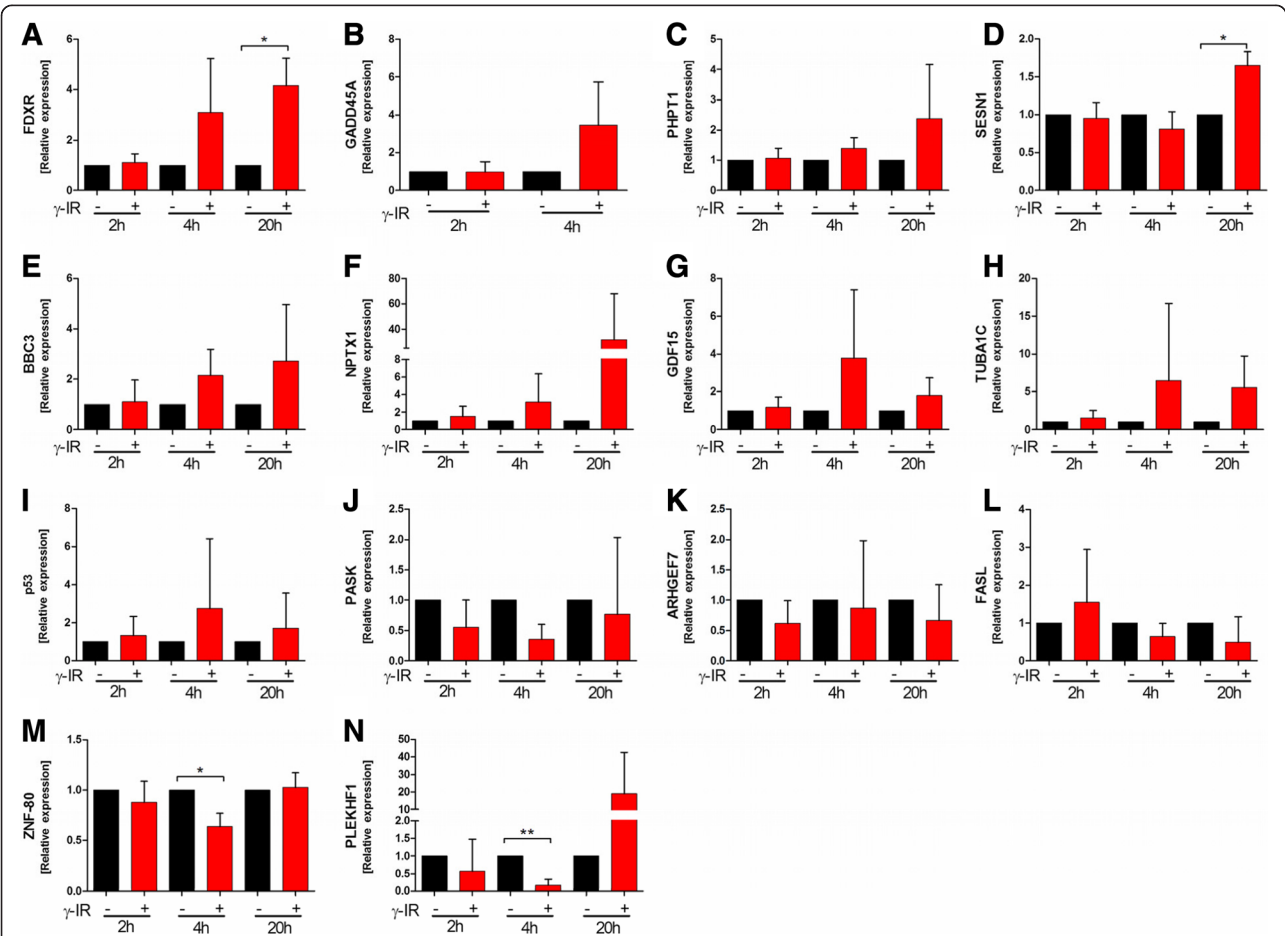 A
FDXR
[Relative expression]
6
4
2
0
*
γ-IR - + - + - +
2h 4h 20h
B
GADD45A
[Relative expression]
8
6
4
2
0
γ-IR - + - +
2h 4h
C
PHPT1
[Relative expression]
5
4
3
2
1
0
γ-IR - + - + - +
2h 4h 20h
D
SESN1
[Relative expression]
2.0
1.5
1.0
0.5
0.0
*
γ-IR - + - + - +
2h 4h 20h
E
BBC3
[Relative expression]
6
4
2
0
γ-IR - + - + - +
2h 4h 20h
F
NPTX1
[Relative expression]
80
60
40
8
6
4
2
0
γ-IR - + - + - +
2h 4h 20h
G
GDF15
[Relative expression]
8
6
4
2
0
γ-IR - + - + - +
2h 4h 20h
H
TUBA1C
[Relative expression]
20
15
10
5
0
γ-IR - + - + - +
2h 4h 20h
I
p53
[Relative expression]
8
6
4
2
0
γ-IR - + - + - +
2h 4h 20h
J
PASK
[Relative expression]
2.5
2.0
1.5
1.0
0.5
0.0
γ-IR - + - + - +
2h 4h 20h
K
ARHGEF7
[Relative expression]
2.5
2.0
1.5
1.0
0.5
0.0
γ-IR - + - + - +
2h 4h 20h
L
FASL
[Relative expression]
4
3
2
1
0
γ-IR - + - + - +
2h 4h 20h
M
ZNF-80
[Relative expression]
1.5
1.0
0.5
0.0
*
γ-IR - + - + - +
2h 4h 20h
N
PLEKHF1
[Relative expression]
50
40
30
20
10
2.0
1.5
1.0
0.5
0.0
**
γ-IR - + - + - +
2h 4h 20h